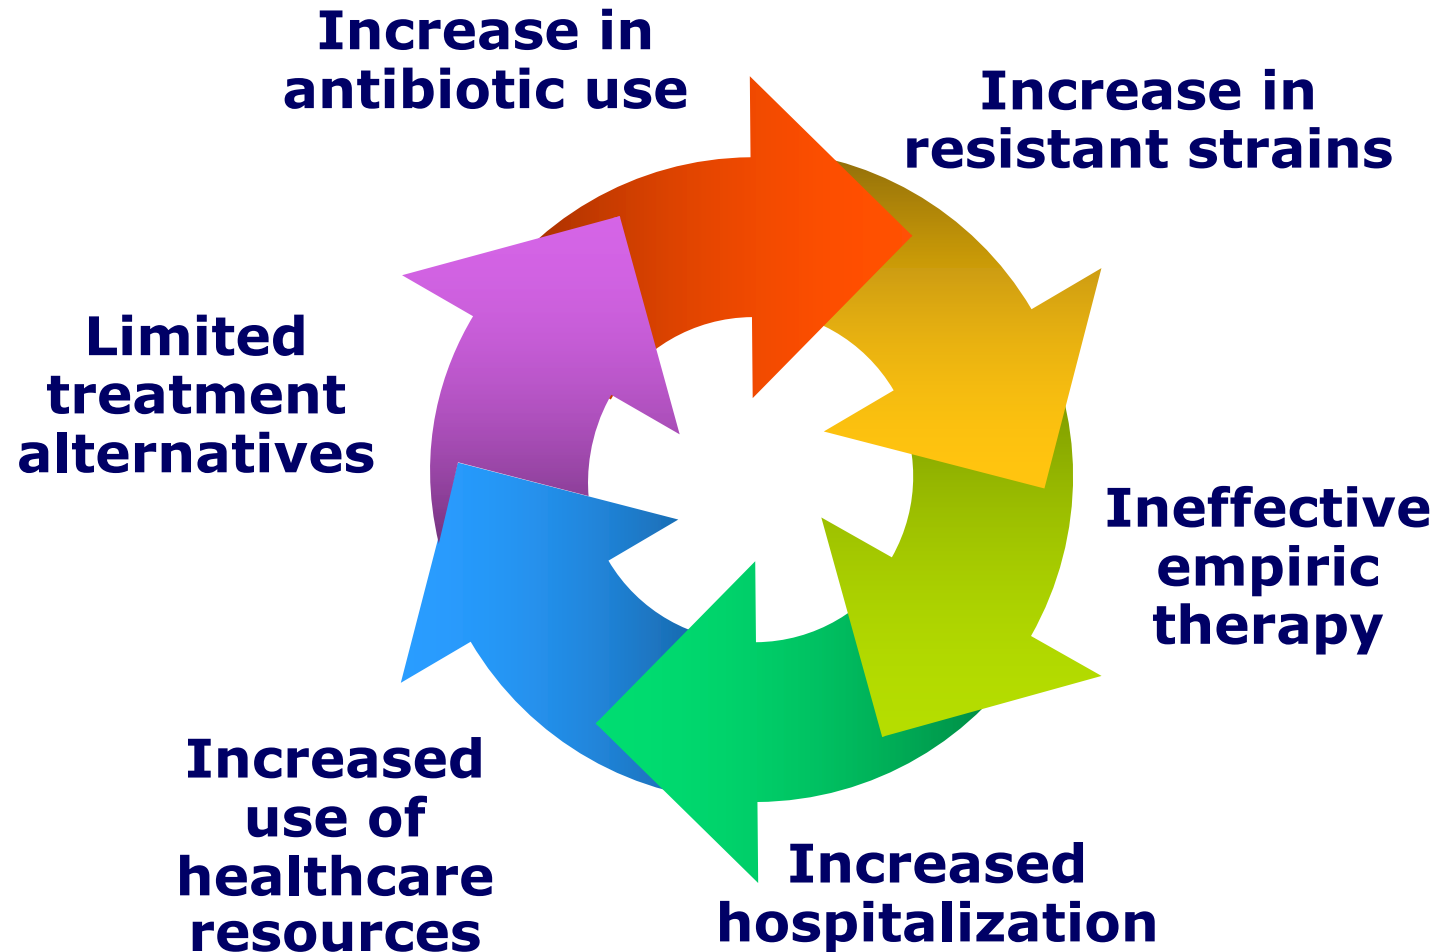 Increase in
antibiotic use
Increase in
resistant strains
Ineffective
empiric
therapy
Increased
hospitalization
Increased
use of
healthcare
resources
Limited
treatment
alternatives